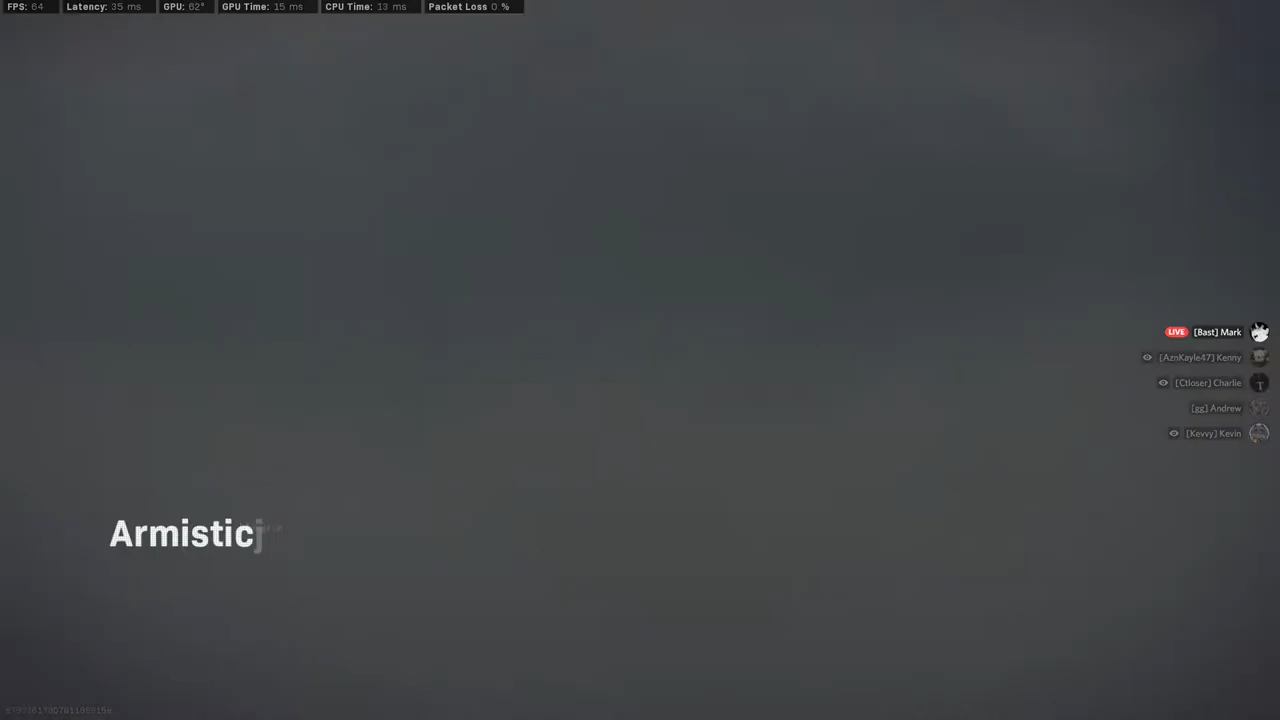 FPS: 64 Latency: 35 ms GPU: 62° GPU Time: 15 ms CPU Time: 13 ms Packet Loss 0 %
LIVE [Bast] Mark
[AznKayle47] Kenny
[Ctloser] Charlie
[gg] Andrew
[Kevvy] Kevin
Armisticj